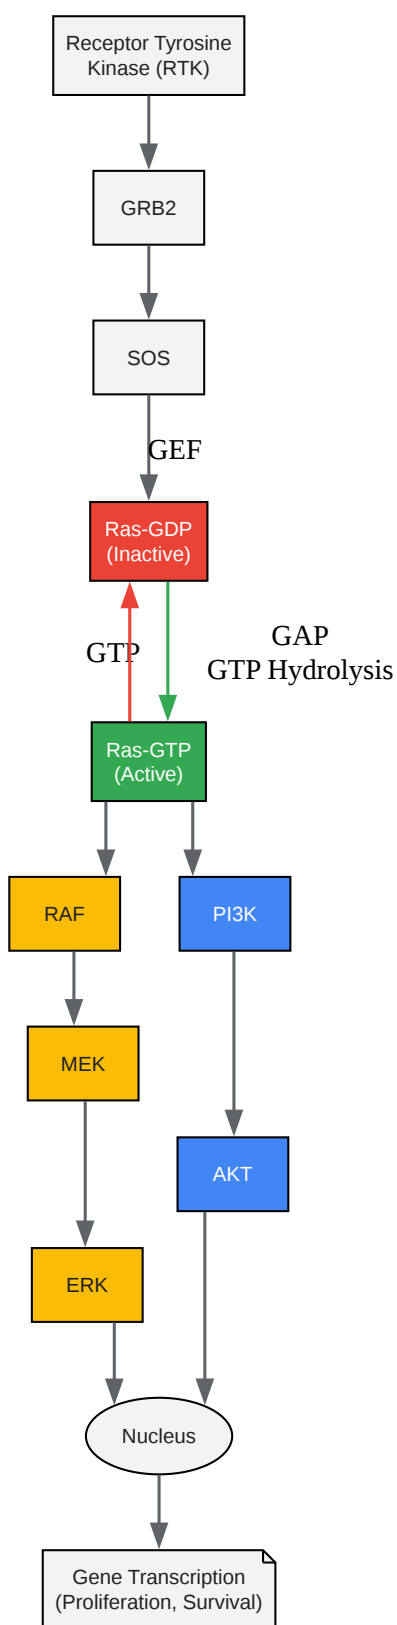 Receptor Tyrosine
Kinase (RTK)
GRB2
SOS
GEF
Ras-GDP
(Inactive)
GTP
GAP
GTP Hydrolysis
Ras-GTP
(Active)
RAF
PI3K
MEK
AKT
ERK
Nucleus
Gene Transcription
(Proliferation, Survival)